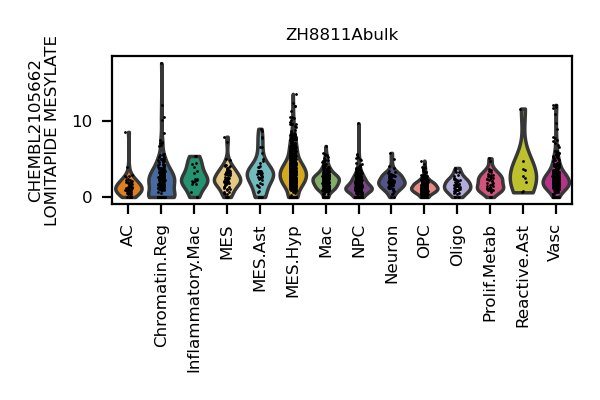 ZH8811Abulk
CHEMBL2105662
LOMITAPIDE MESYLATE
10
0
AC
Chromatin.Reg
Inflammatory.Mac
MES
MES.Ast
MES.Hyp
Mac
NPC
Neuron
OPC
Oligo
Prolif.Metab
Reactive.Ast
Vasc